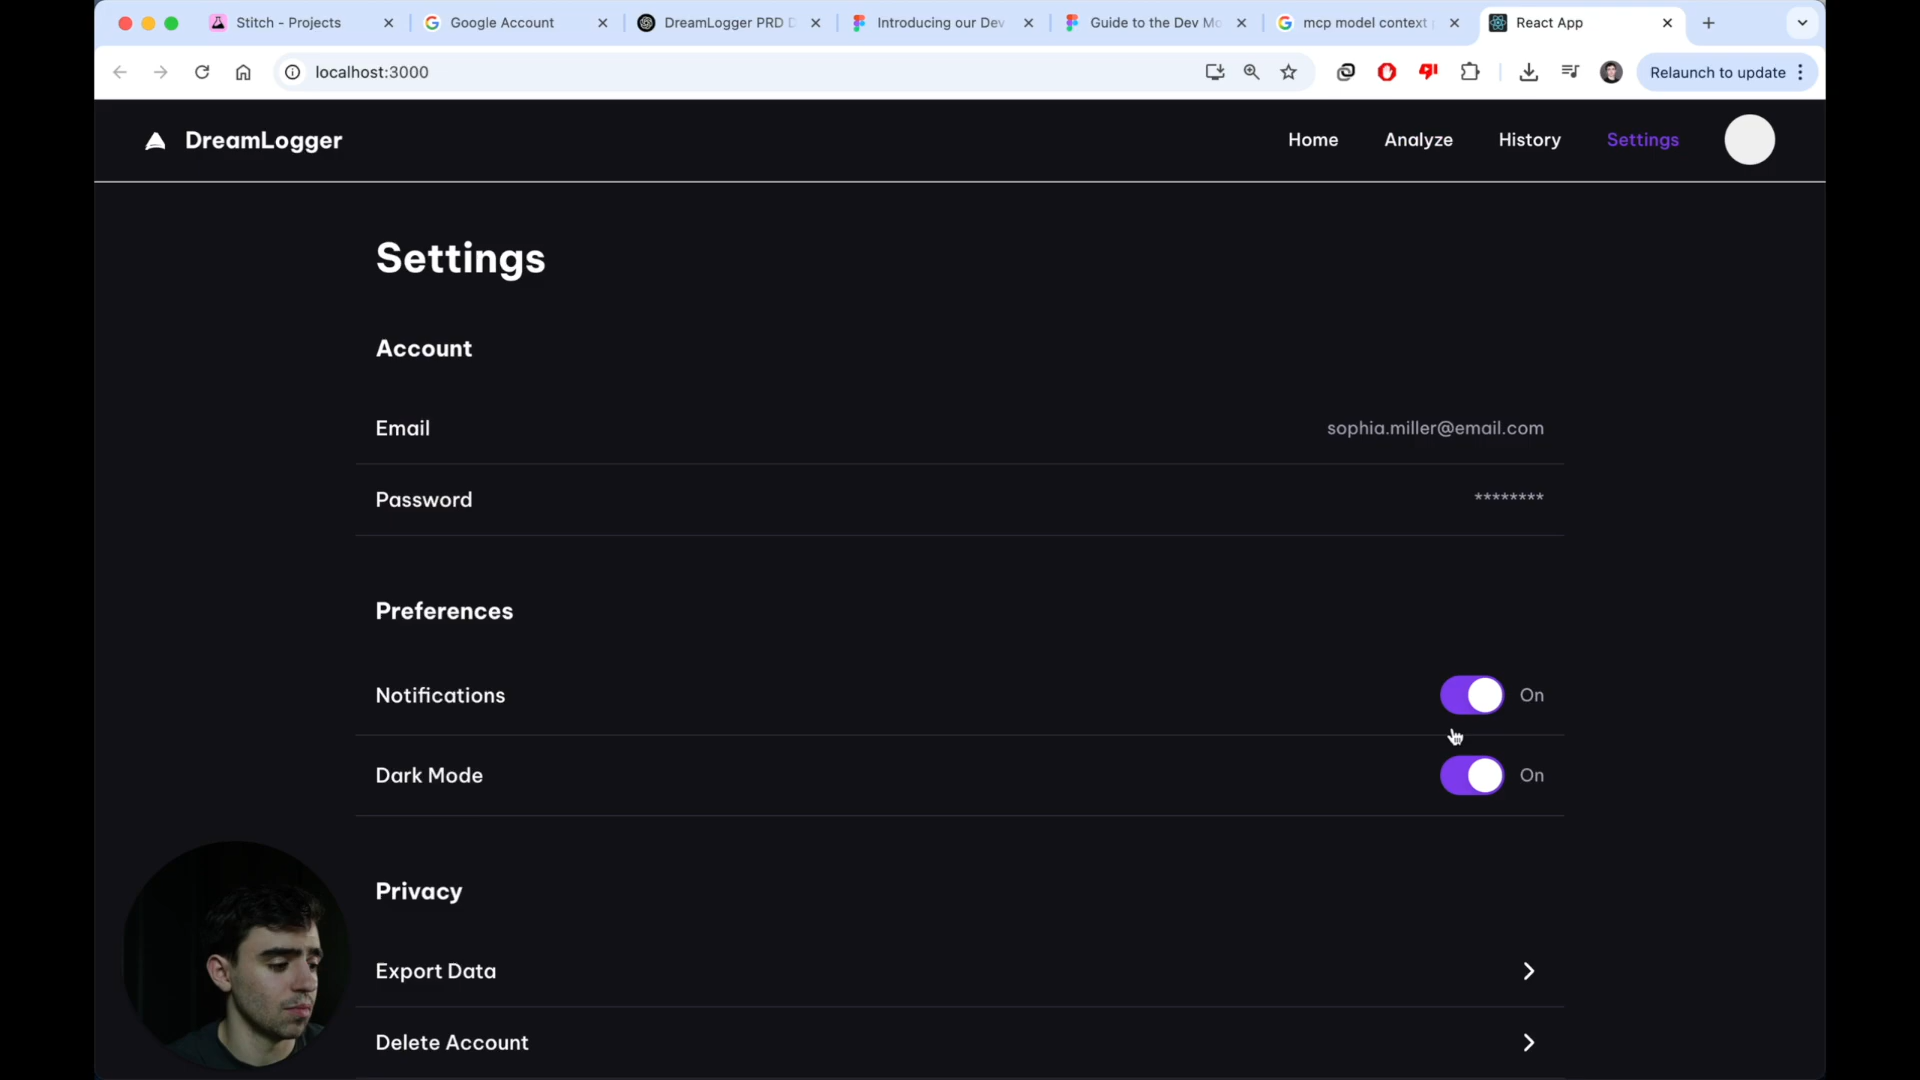 Stitch - Projects
Google Account
DreamLogger PRD D
Introducing our Dev
Guide to the Dev Mo
mcp model context p
React App
localhost:3000
Relaunch to update
DreamLogger
Home
Analyze
History
Settings
Settings
Account
Email
sophia.miller@email.com
Password
********
Preferences
Notifications
On
Dark Mode
On
Privacy
Export Data
Delete Account